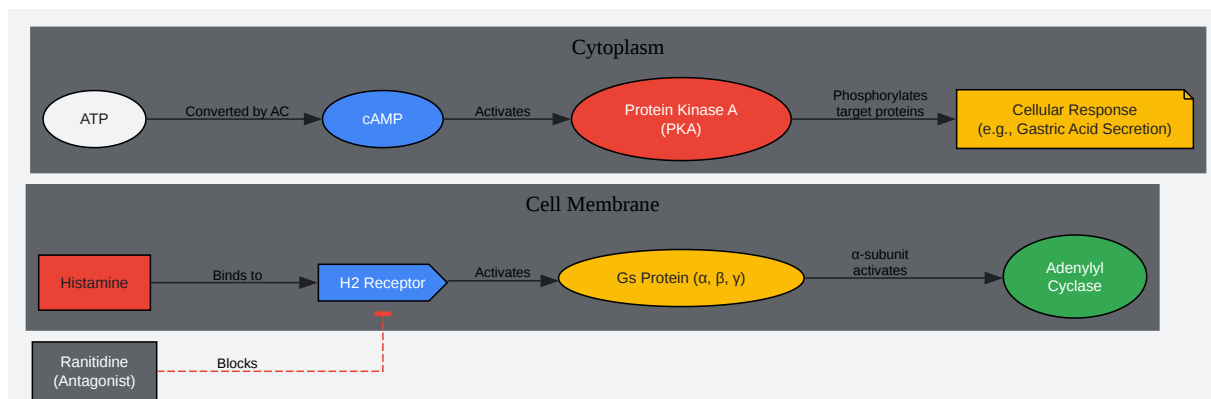 Cytoplasm
ATP
Converted by AC
cAMP
Activates
Protein Kinase A
(PKA)
Phosphorylates
target proteins
Cellular Response
(e.g., Gastric Acid Secretion)
Cell Membrane
Histamine
Binds to
H2 Receptor
Activates
Gs Protein (α, β, γ)
α-subunit
activates
Adenylyl
Cyclase
Ranitidine
(Antagonist)
Blocks